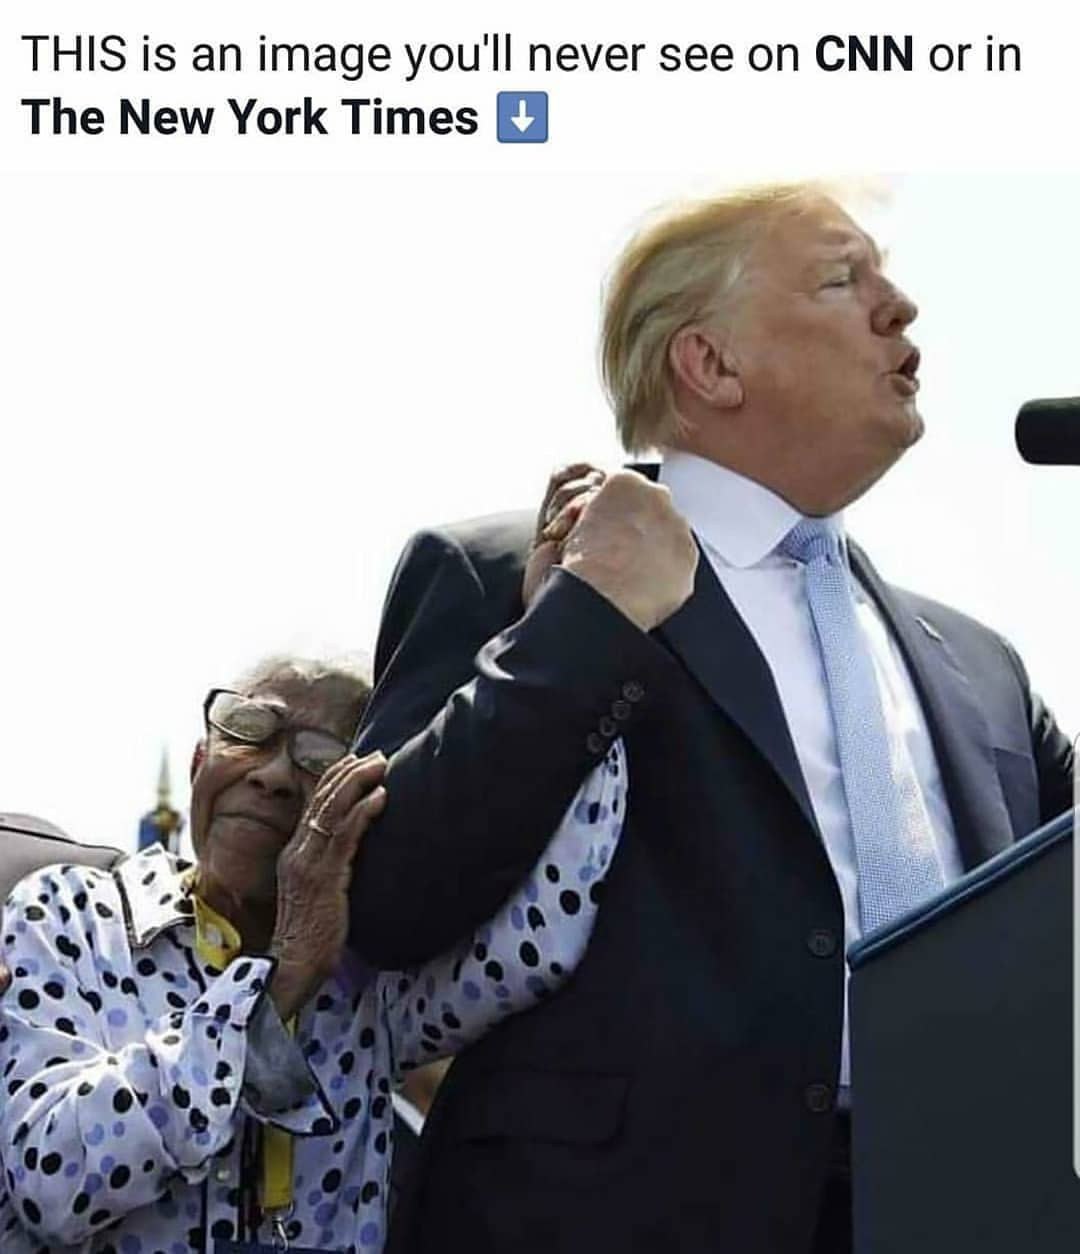 THIS is an image you'll never see on CNN or in
The New York Times ⬇️